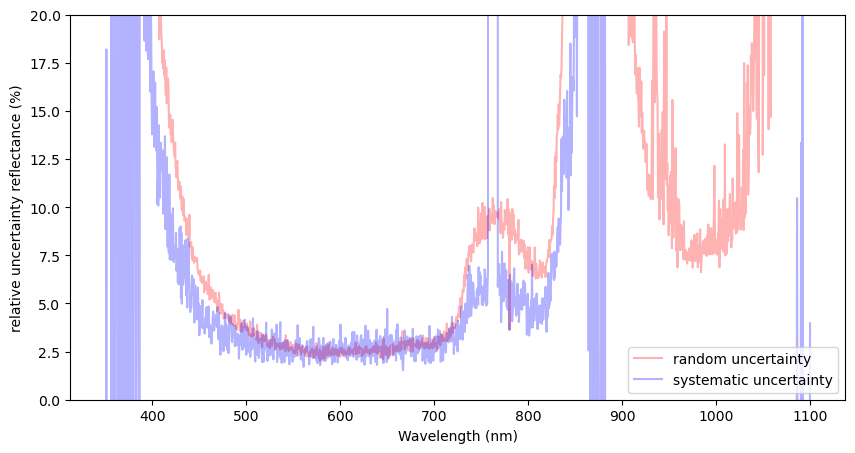 20.0
17.5
15.0
12.5
10.0
7.5
5.0
2.5
0.0
relative uncertainty reflectance (%)
400 500 600 700 800 900 1000 1100
Wavelength (nm)
random uncertainty
systematic uncertainty